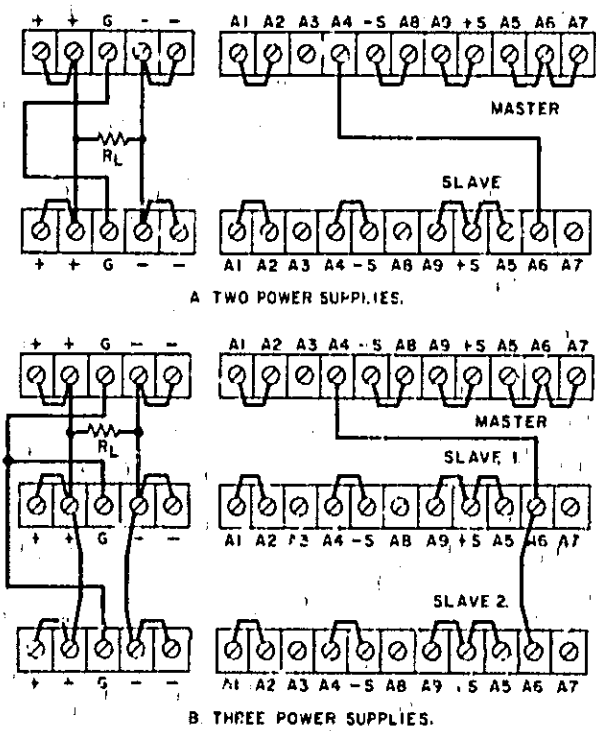 + + G - - A1 A2 A3 A4 -S A8 A9 +S A5 A6 A7
MASTER
RL
SLAVE
+ + G - - A1 A2 A3 A4 -S A8 A9 +S A5 A6 A7
A TWO POWER SUPPLIES.
+ + G - - A1 A2 A3 A4 -S A8 A9 +S A5 A6 A7
MASTER
RL
SLAVE 1
+ + G - - A1 A2 A3 A4 -S A8 A9 +S A5 A6 A7
SLAVE 2.
+ + G - - A1 A2 A3 A4 -S A8 A9 +S A5 A6 A7
B. THREE POWER SUPPLIES.